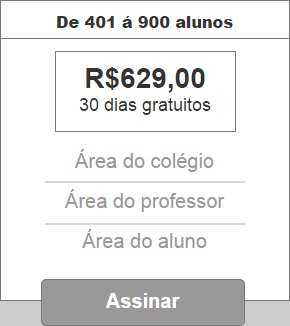 De 401 á 900 alunos
R$629,00
30 dias gratuitos
Área do colégio
Área do professor
Área do aluno
Assinar